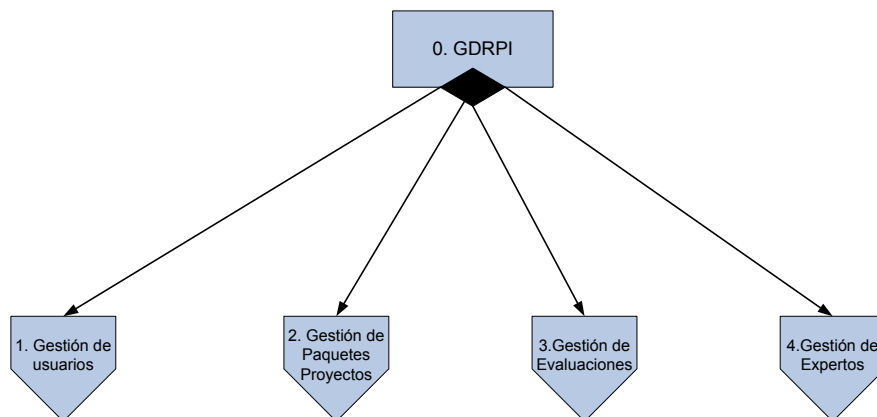 0. GDRPI
1. Gestión de
usuarios
2. Gestión de
Paquetes
Proyectos
3.Gestión de
Evaluaciones
4.Gestión de
Expertos